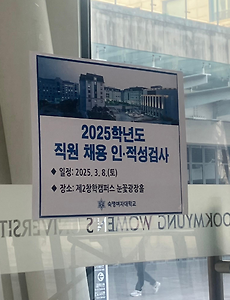 2025학년도
직원 채용 인·적성검사
◆ 일정: 2025. 3. 8.(토)
◆ 장소: 제2창학캠퍼스 눈꽃광장홀
숙명여자대학교
OOKMYUNG WOMEN'S UNIVERSIT